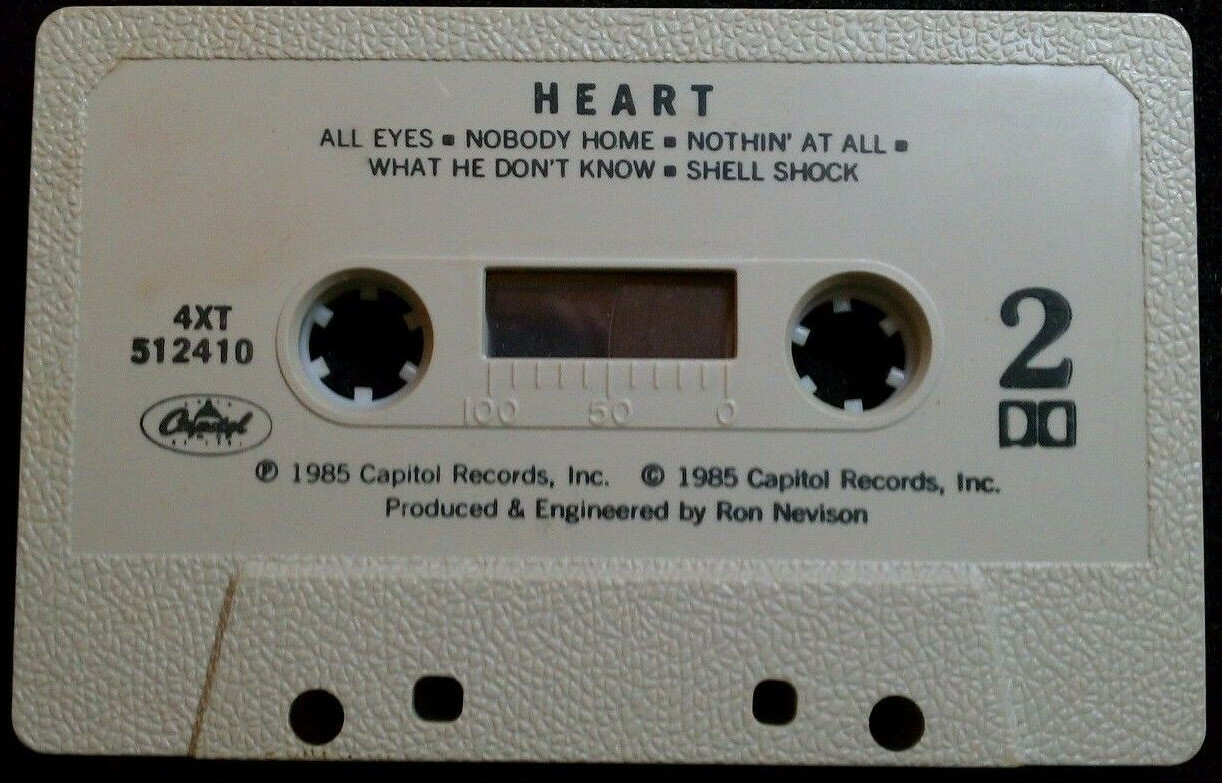 HEART
ALL EYES ▪ NOBODY HOME ▪ NOTHIN' AT ALL ▪
WHAT HE DON'T KNOW ▪ SHELL SHOCK
4XT
512410
Capitol
100 50 0
2
℗ 1985 Capitol Records, Inc. © 1985 Capitol Records, Inc.
Produced & Engineered by Ron Nevison